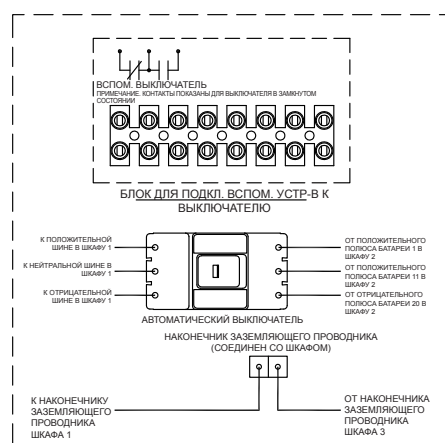 ВСПОМ. ВЫКЛЮЧАТЕЛЬ
ПРИМЕЧАНИЕ. КОНТАКТЫ ПОКАЗАНЫ ДЛЯ ВЫКЛЮЧАТЕЛЯ В ЗАМКНУТОМ
СОСТОЯНИИ
БЛОК ДЛЯ ПОДКЛ. ВСПОМ. УСТР-В К
ВЫКЛЮЧАТЕЛЮ
К ПОЛОЖИТЕЛЬНОЙ
ШИНЕ В ШКАФУ 1
К НЕЙТРАЛЬНОЙ ШИНЕ В
ШКАФУ 1
К ОТРИЦАТЕЛЬНОЙ
ШИНЕ В ШКАФУ 1
ОТ ПОЛОЖИТЕЛЬНОГО
ПОЛЮСА БАТАРЕИ 1 В
ШКАФУ 2
ОТ ПОЛОЖИТЕЛЬНОГО
ПОЛЮСА БАТАРЕИ 11 В
ШКАФУ 2
ОТ ОТРИЦАТЕЛЬНОГО
ПОЛЮСА БАТАРЕИ 20 В
ШКАФУ 2
АВТОМАТИЧЕСКИЙ ВЫКЛЮЧАТЕЛЬ
НАКОНЕЧНИК ЗАЗЕМЛЯЮЩЕГО ПРОВОДНИКА
(СОЕДИНЕН СО ШКАФОМ)
К НАКОНЕЧНИКУ
ЗАЗЕМЛЯЮЩЕГО
ПРОВОДНИКА
ШКАФА 1
ОТ НАКОНЕЧНИКА
ЗАЗЕМЛЯЮЩЕГО
ПРОВОДНИКА
ШКАФА 3